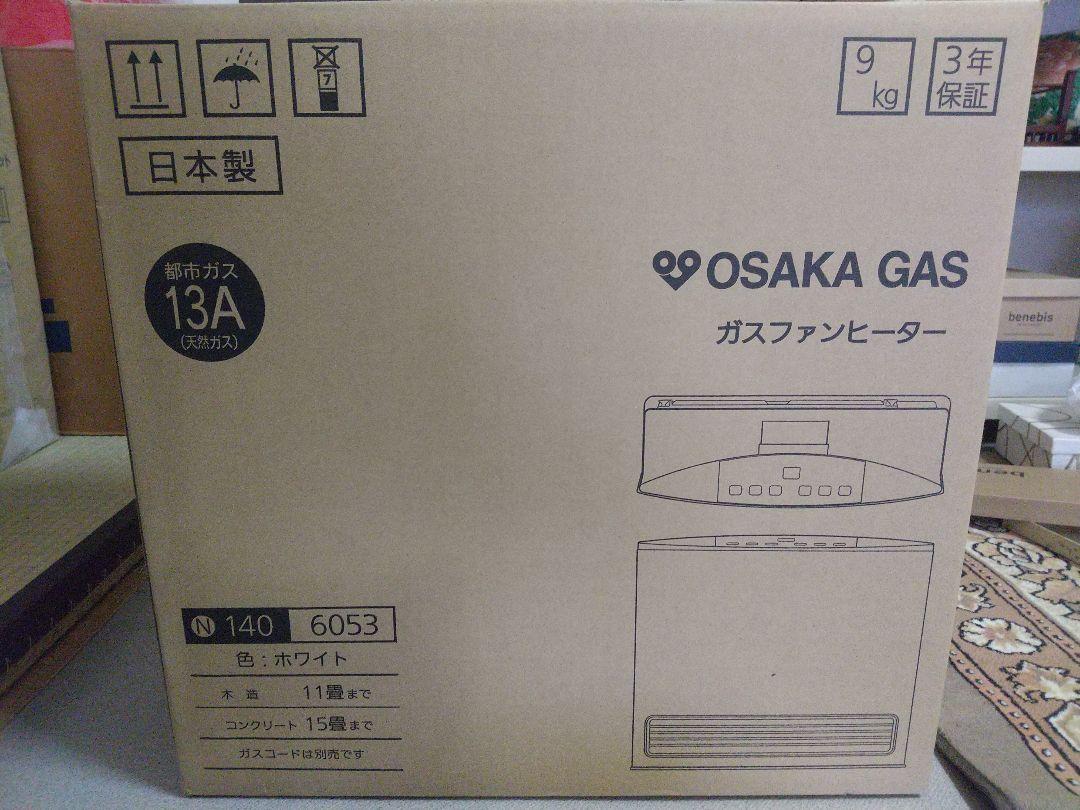 7
9
kg
3年
保証
日本製
都市ガス
13A
(天然ガス)
OSAKA GAS
ガスファンヒーター
N 140 6053
色:ホワイト
木造 11畳まで
コンクリート 15畳まで
ガスコードは別売です
benebis